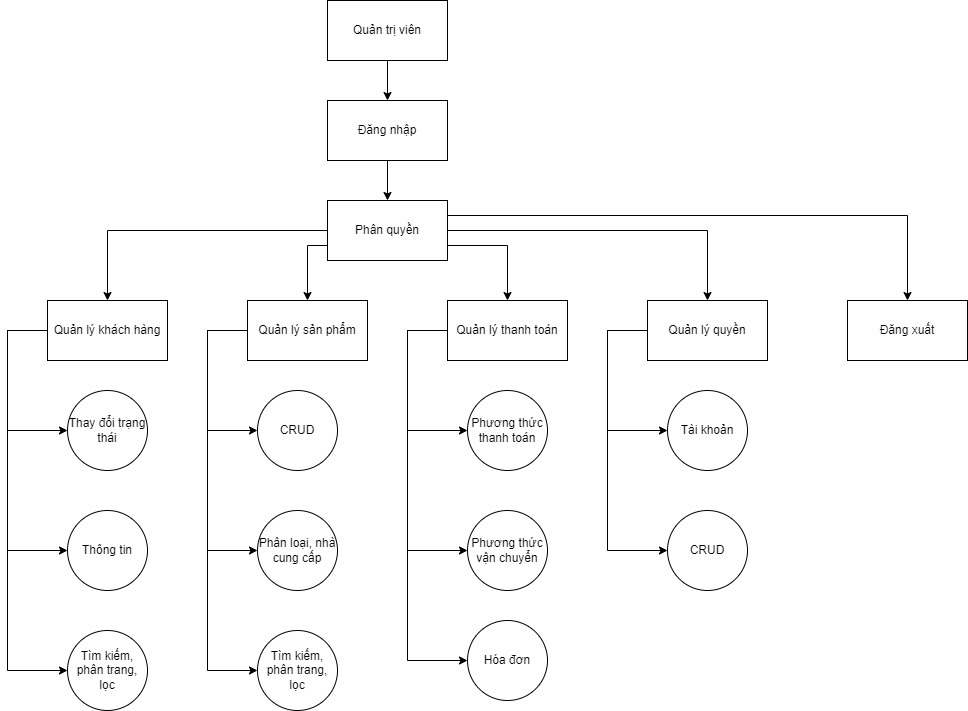 Quản trị viên
Đăng nhập
Phân quyền
Quản lý khách hàng
Quản lý sản phẩm
Quản lý thanh toán
Quản lý quyền
Đăng xuất
Thay đổi trạng
thái
CRUD
Phương thức
thanh toán
Tài khoản
Thông tin
Phân loại, nhà
cung cấp
Phương thức
vận chuyển
CRUD
Tìm kiếm,
phân trang,
lọc
Tìm kiếm,
phân trang,
lọc
Hóa đơn